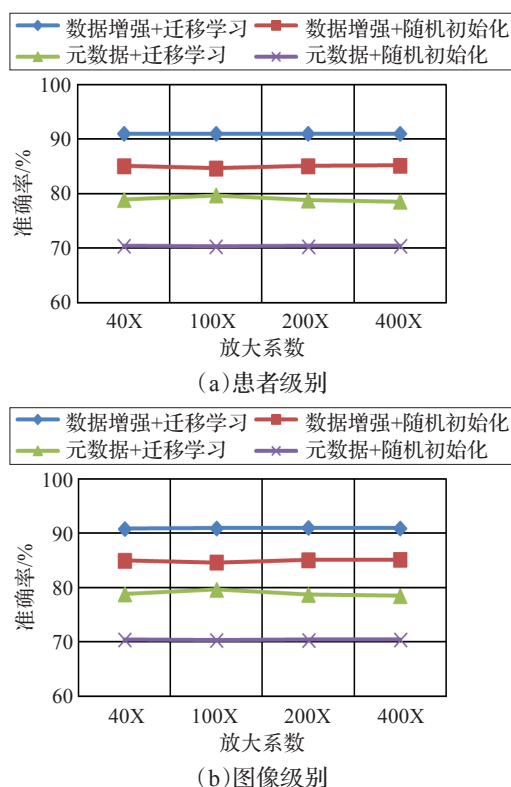 数据增强+迁移学习 数据增强+随机初始化
元数据+迁移学习 元数据+随机初始化
100
90
80
70
60
准确率/%
40X 100X 200X 400X
放大系数
(a)患者级别
数据增强+迁移学习 数据增强+随机初始化
元数据+迁移学习 元数据+随机初始化
100
90
80
70
60
准确率/%
40X 100X 200X 400X
放大系数
(b)图像级别